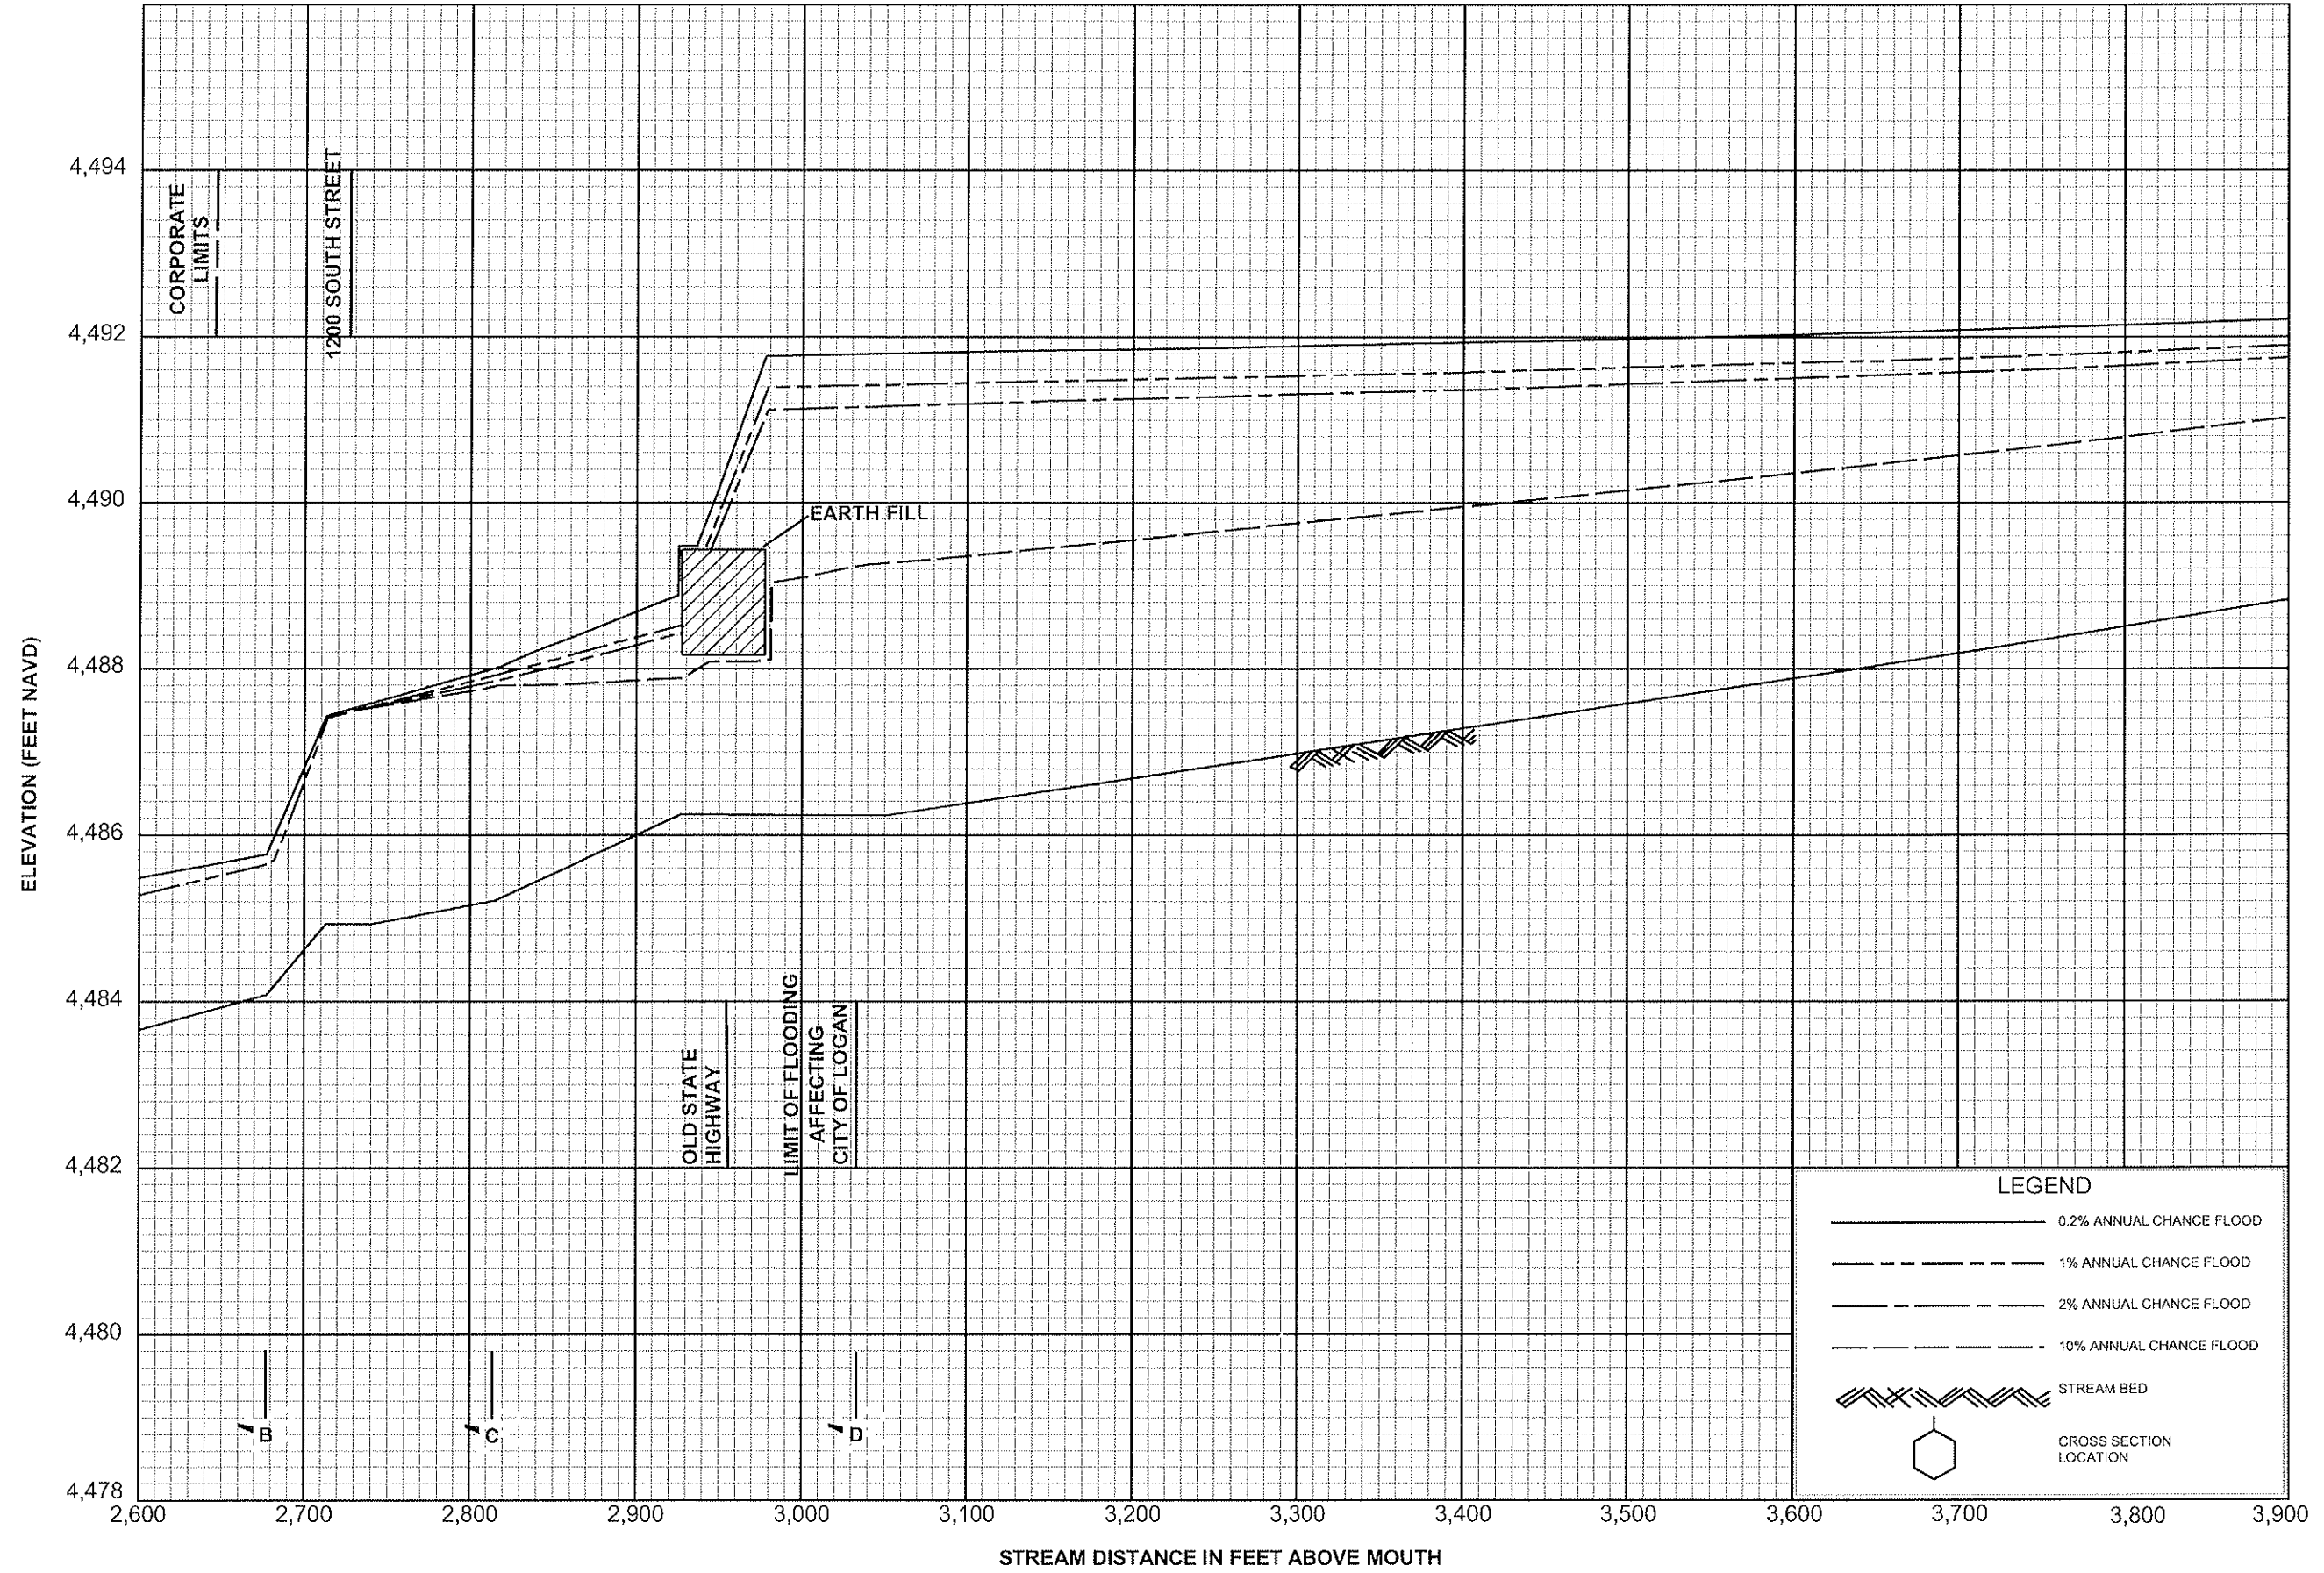 4,494
4,492
4,490
4,488
4,486
4,484
4,482
4,480
4,478
ELEVATION (FEET NAVD)
CORPORATE
LIMITS
1200 SOUTH STREET
EARTH FILL
OLD STATE
HIGHWAY
LIMIT OF FLOODING
AFFECTING
CITY OF LOGAN
B
C
D
LEGEND
0.2% ANNUAL CHANCE FLOOD
1% ANNUAL CHANCE FLOOD
2% ANNUAL CHANCE FLOOD
10% ANNUAL CHANCE FLOOD
STREAM BED
CROSS SECTION
LOCATION
2,600 2,700 2,800 2,900 3,000 3,100 3,200 3,300 3,400 3,500 3,600 3,700 3,800 3,900
STREAM DISTANCE IN FEET ABOVE MOUTH